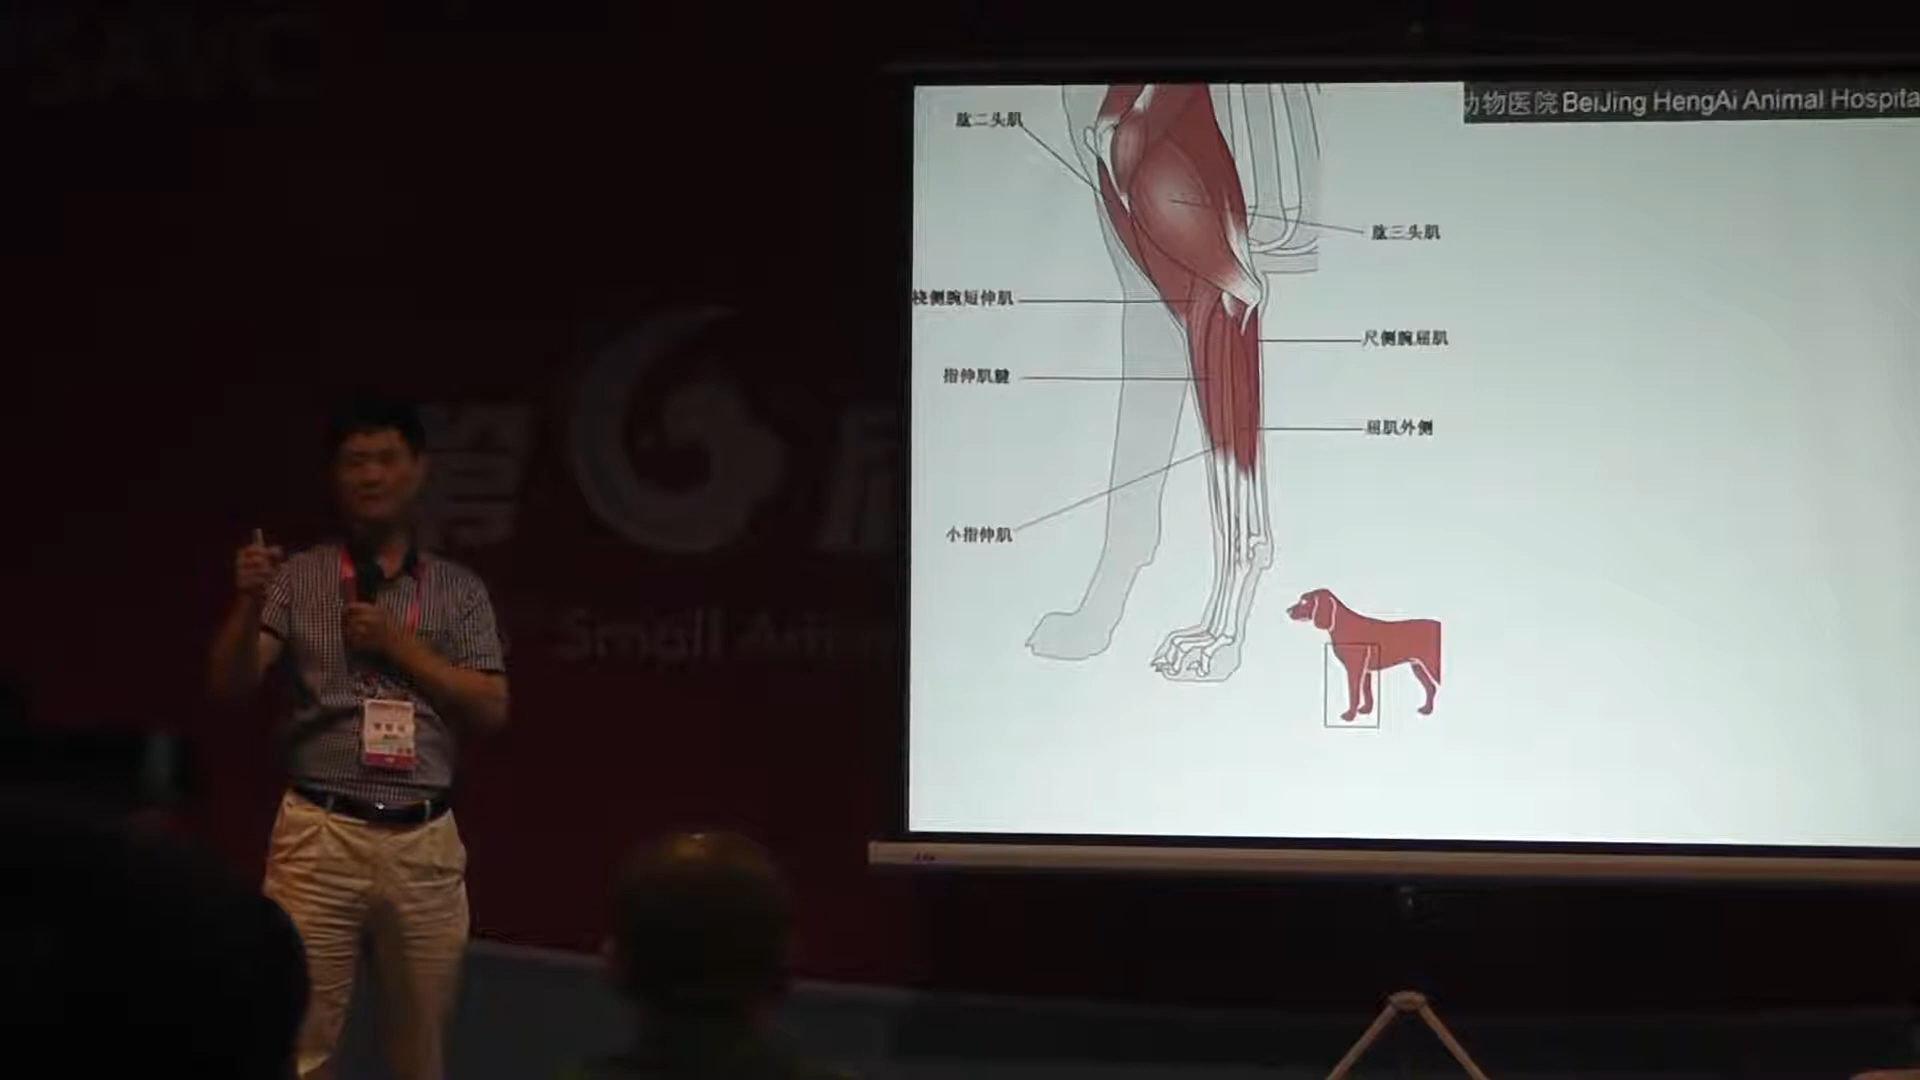 动物医院 BeiJing HengAi Animal Hospita
肱二头肌
肱三头肌
桡侧腕短伸肌
尺侧腕屈肌
指伸肌腱
屈肌外侧
小指伸肌
Small Ani